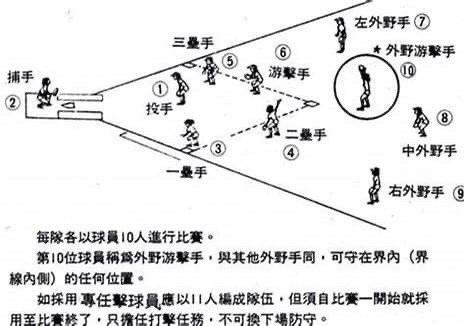 左外野手 ⑦
三壘手
⑥
*外野游擊手
⑤
游擊手
⑩
捕手
①
②
投手
⑧
③
二壘手
中外野手
④
一壘手
右外野手 ⑨
每隊各以球員10人進行比賽。
第10位球員稱爲外野游擊手，與其他外野手同，可守在界內（界
線內側）的任何位置。
如採用專任擊球員應以11人編成隊伍，但須自比賽一開始就採
用至比賽終了，只擔任打擊任務，不可換下場防守。